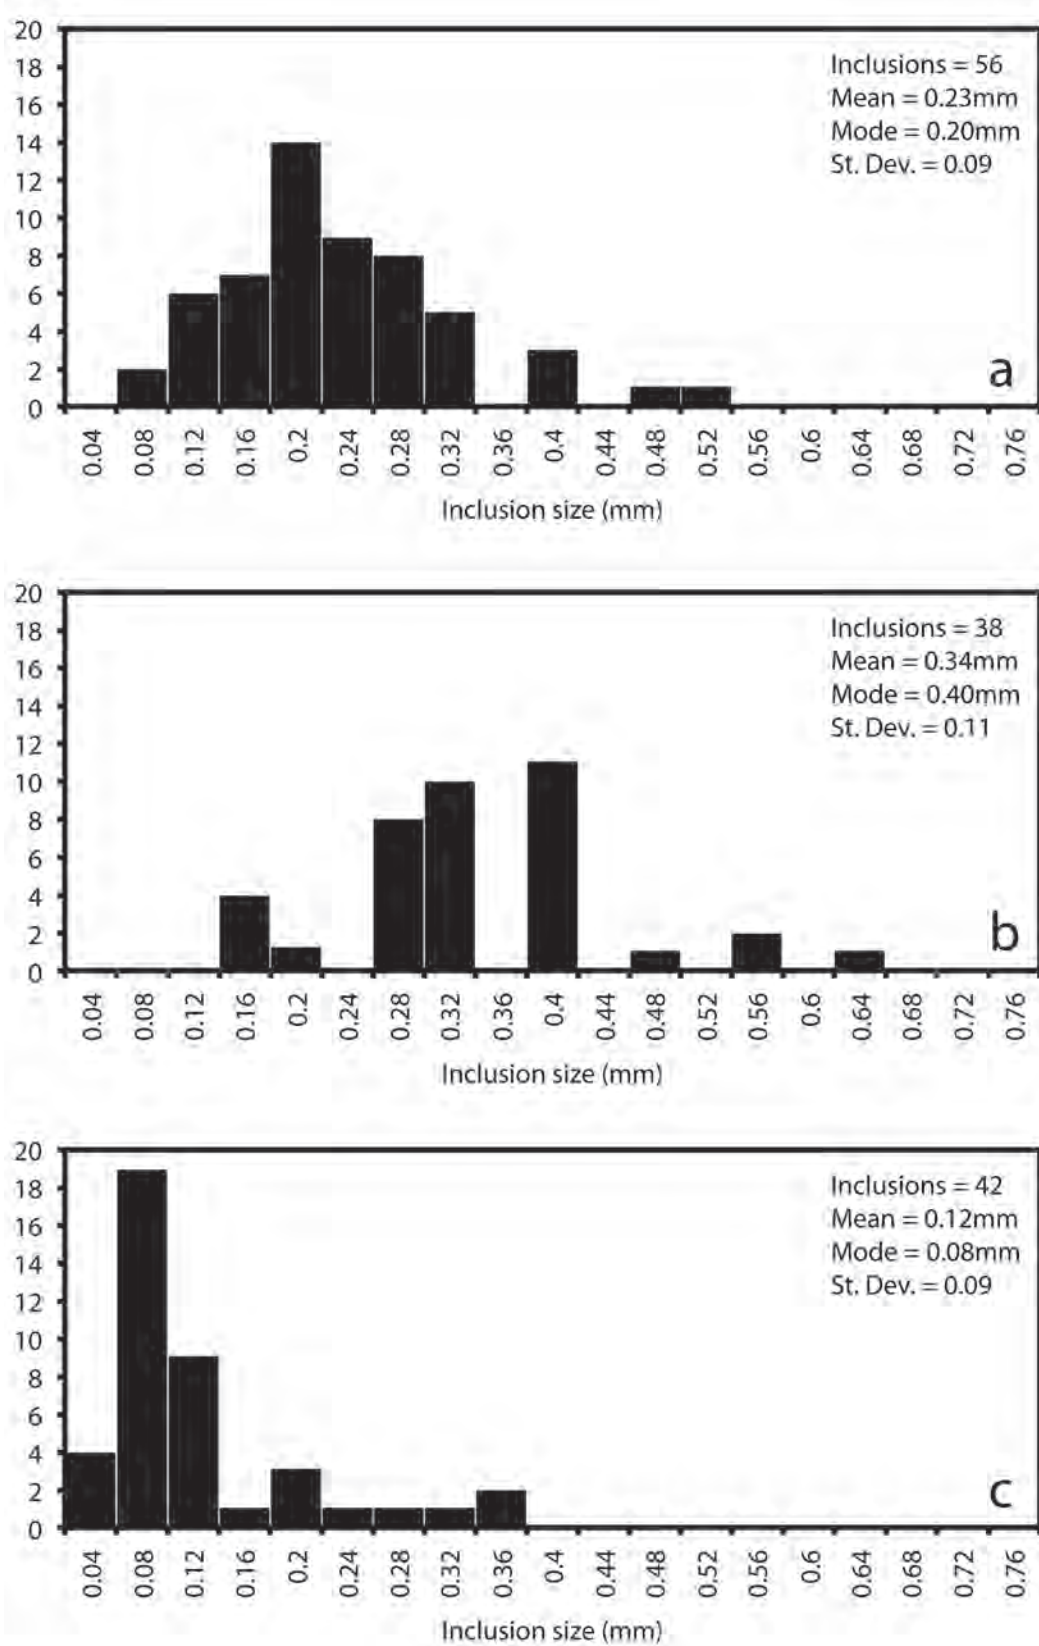 20
18
16
14
12
10
8
6
4
2
0
Inclusions = 56
Mean = 0.23mm
Mode = 0.20mm
St. Dev. = 0.09
a
0.04 0.08 0.12 0.16 0.2 0.24 0.28 0.32 0.36 0.4 0.44 0.48 0.52 0.56 0.6 0.64 0.68 0.72 0.76
Inclusion size (mm)
20
18
16
14
12
10
8
6
4
2
0
Inclusions = 38
Mean = 0.34mm
Mode = 0.40mm
St. Dev. = 0.11
b
0.04 0.08 0.12 0.16 0.2 0.24 0.28 0.32 0.36 0.4 0.44 0.48 0.52 0.56 0.6 0.64 0.68 0.72 0.76
Inclusion size (mm)
20
18
16
14
12
10
8
6
4
2
0
Inclusions = 42
Mean = 0.12mm
Mode = 0.08mm
St. Dev. = 0.09
c
0.04 0.08 0.12 0.16 0.2 0.24 0.28 0.32 0.36 0.4 0.44 0.48 0.52 0.56 0.6 0.64 0.68 0.72 0.76
Inclusion size (mm)